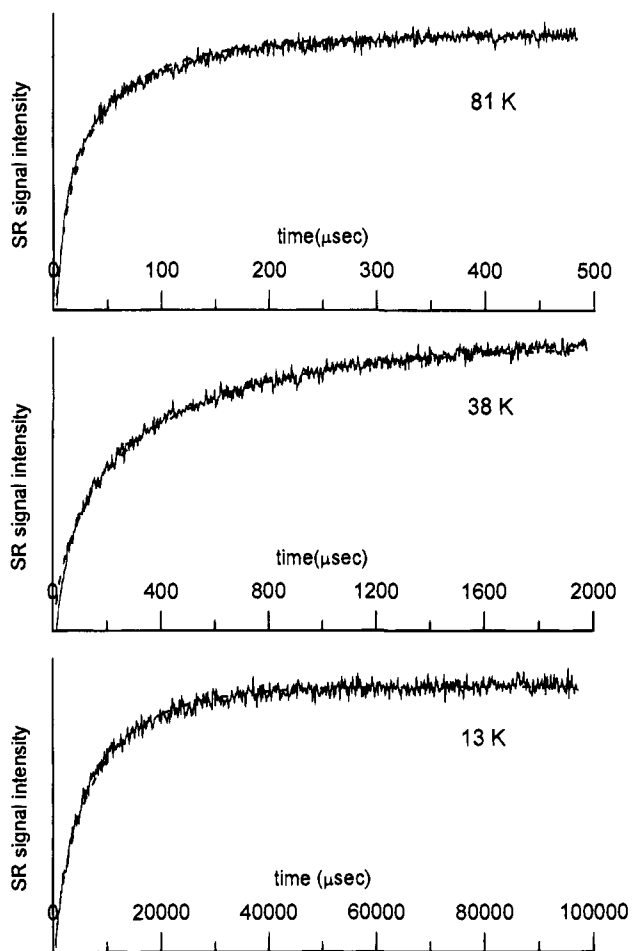 SR signal intensity
81 K
time(μsec)
0 100 200 300 400 500
SR signal intensity
38 K
time(μsec)
0 400 800 1200 1600 2000
SR signal intensity
13 K
time (μsec)
0 20000 40000 60000 80000 100000